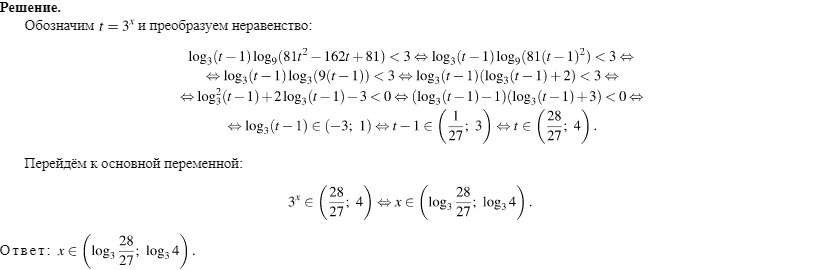 Решение.
Обозначим t = 3ˣ и преобразуем неравенство:
log₃(t − 1) log₉(81t² − 162t + 81) < 3 ⇔ log₃(t − 1) log₉(81(t − 1)²) < 3 ⇔
⇔ log₃(t − 1) log₃(9(t − 1)) < 3 ⇔ log₃(t − 1)(log₃(t − 1) + 2) < 3 ⇔
⇔ log₃²(t − 1) + 2 log₃(t − 1) − 3 < 0 ⇔ (log₃(t − 1) − 1)(log₃(t − 1) + 3) < 0 ⇔
⇔ log₃(t − 1) ∈ (−3; 1) ⇔ t − 1 ∈ (1/27; 3) ⇔ t ∈ (28/27; 4).
Перейдём к основной переменной:
3ˣ ∈ (28/27; 4) ⇔ x ∈ (log₃ 28/27; log₃ 4).
Ответ: x ∈ (log₃ 28/27; log₃ 4).